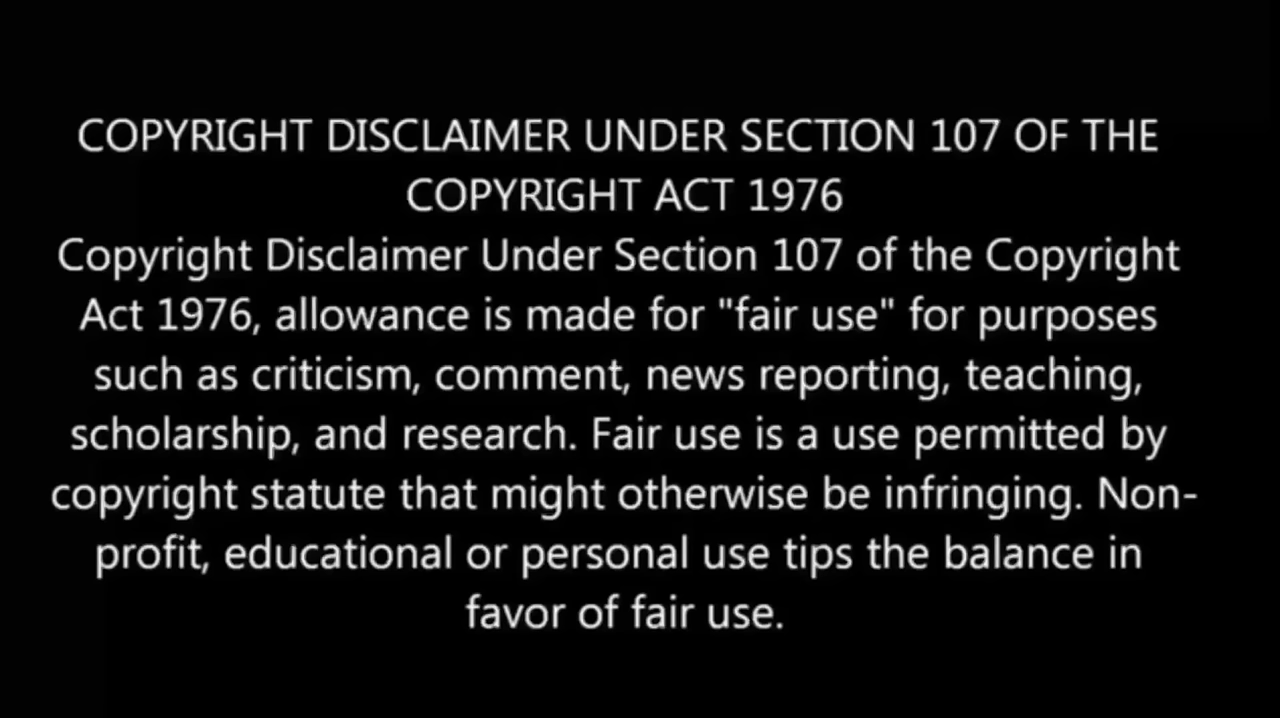 COPYRIGHT DISCLAIMER UNDER SECTION 107 OF THE
COPYRIGHT ACT 1976
Copyright Disclaimer Under Section 107 of the Copyright
Act 1976, allowance is made for "fair use" for purposes
such as criticism, comment, news reporting, teaching,
scholarship, and research. Fair use is a use permitted by
copyright statute that might otherwise be infringing. Non-
profit, educational or personal use tips the balance in
favor of fair use.